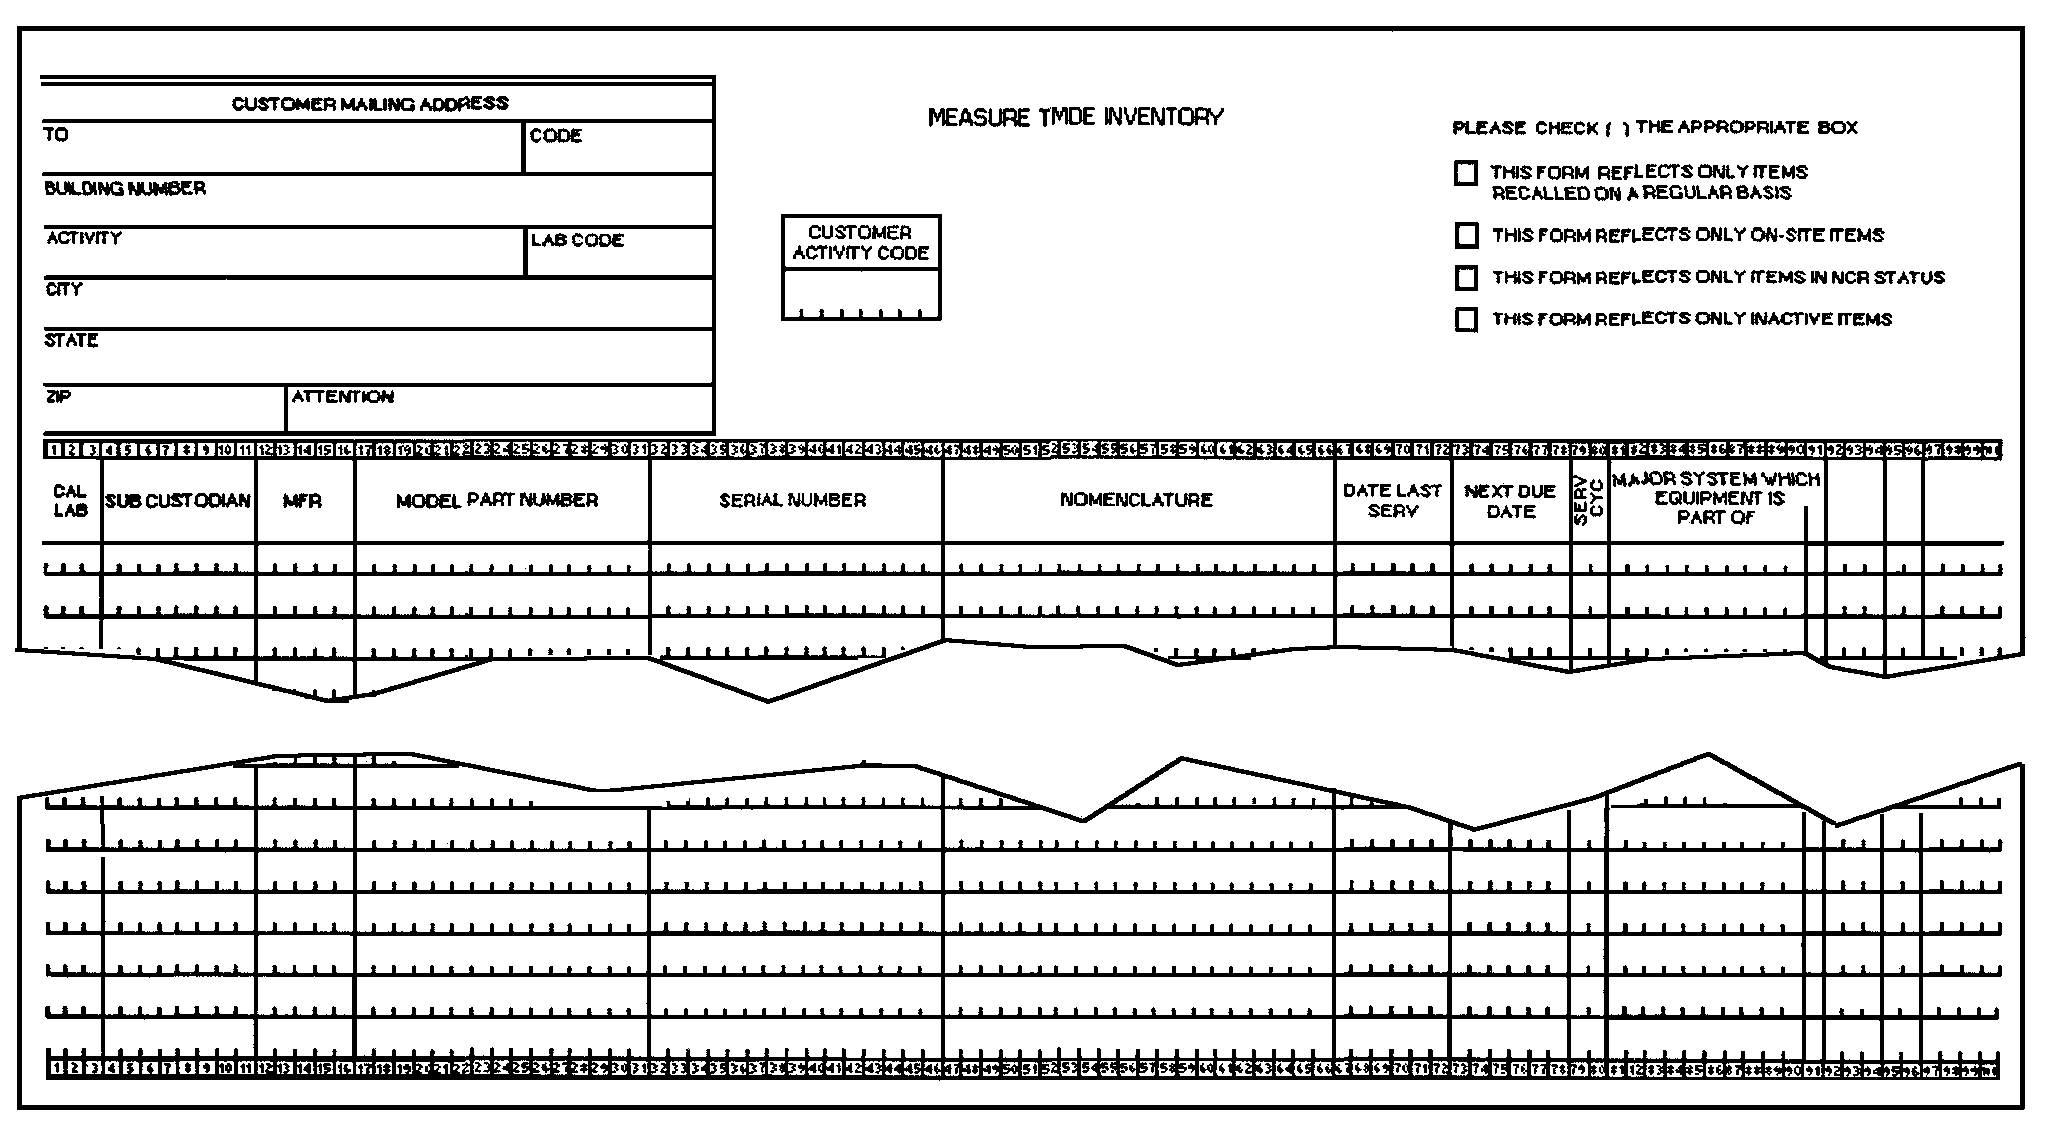 CUSTOMER MAILING ADDRESS
TO
CODE
BUILDING NUMBER
ACTIVITY
LAB CODE
CITY
STATE
ZIP
ATTENTION
MEASURE TMDE INVENTORY
CUSTOMER
ACTIVITY CODE
PLEASE CHECK ( ) THE APPROPRIATE BOX
THIS FORM REFLECTS ONLY ITEMS
RECALLED ON A REGULAR BASIS
THIS FORM REFLECTS ONLY ON-SITE ITEMS
THIS FORM REFLECTS ONLY ITEMS IN NCR STATUS
THIS FORM REFLECTS ONLY INACTIVE ITEMS
1 2 3 4 5 6 7 8 9 10 11 12 13 14 15 16 17 18 19 20 21 22 23 24 25 26 27 28 29 30 31 32 33 34 35 36 37 38 39 40 41 42 43 44 45 46 47 48 49 50 51 52 53 54 55 56 57 58 59 60 61 62 63 64 65 66 67 68 69 70 71 72 73 74 75 76 77 78 79 80 81 82 83 84 85 86 87 88 89 90 91 92 93 94 95 96 97 98 99
CAL
LAB
SUB CUSTODIAN
MFR
MODEL PART NUMBER
SERIAL NUMBER
NOMENCLATURE
DATE LAST
SERV
NEXT DUE
DATE
SERV
CYC
MAJOR SYSTEM WHICH
EQUIPMENT IS
PART OF
1 2 3 4 5 6 7 8 9 10 11 12 13 14 15 16 17 18 19 20 21 22 23 24 25 26 27 28 29 30 31 32 33 34 35 36 37 38 39 40 41 42 43 44 45 46 47 48 49 50 51 52 53 54 55 56 57 58 59 60 61 62 63 64 65 66 67 68 69 70 71 72 73 74 75 76 77 78 79 80 81 82 83 84 85 86 87 88 89 90 91 92 93 94 95 96 97 98 99